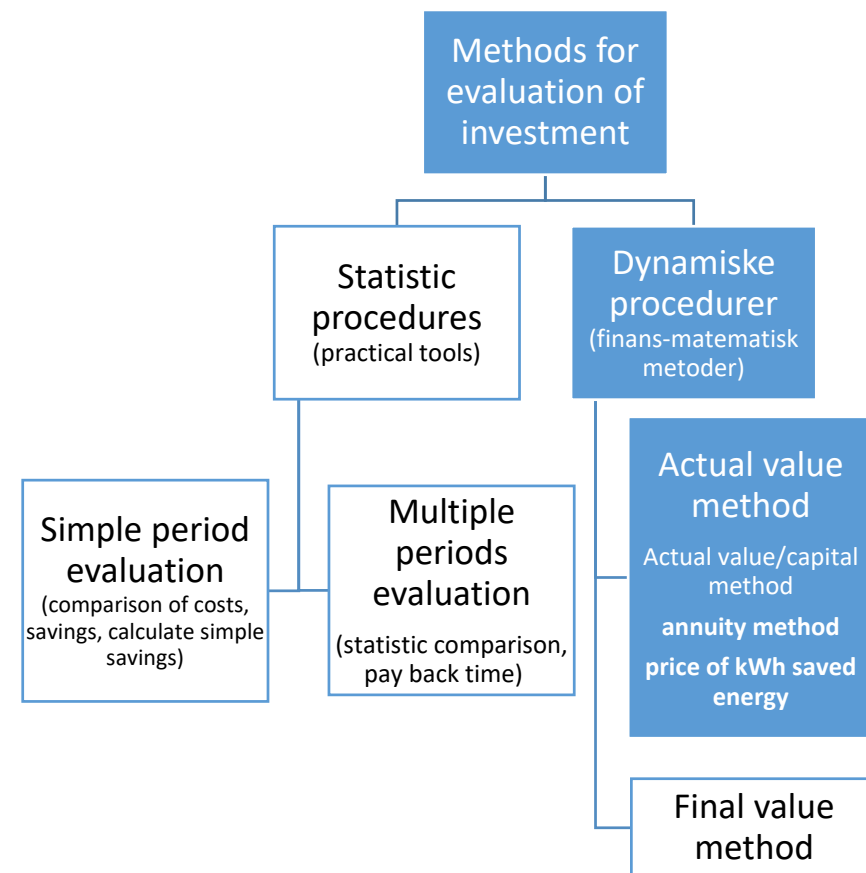 Methods for
evaluation of
investment
Statistic
procedures
(practical tools)
Dynamiske
procedurer
(finans-matematisk
metoder)
Simple period
evaluation
(comparison of costs,
savings, calculate simple
savings)
Multiple
periods
evaluation
(statistic comparison,
pay back time)
Actual value
method
Actual value/capital
method
annuity method
price of kWh saved
energy
Final value
method